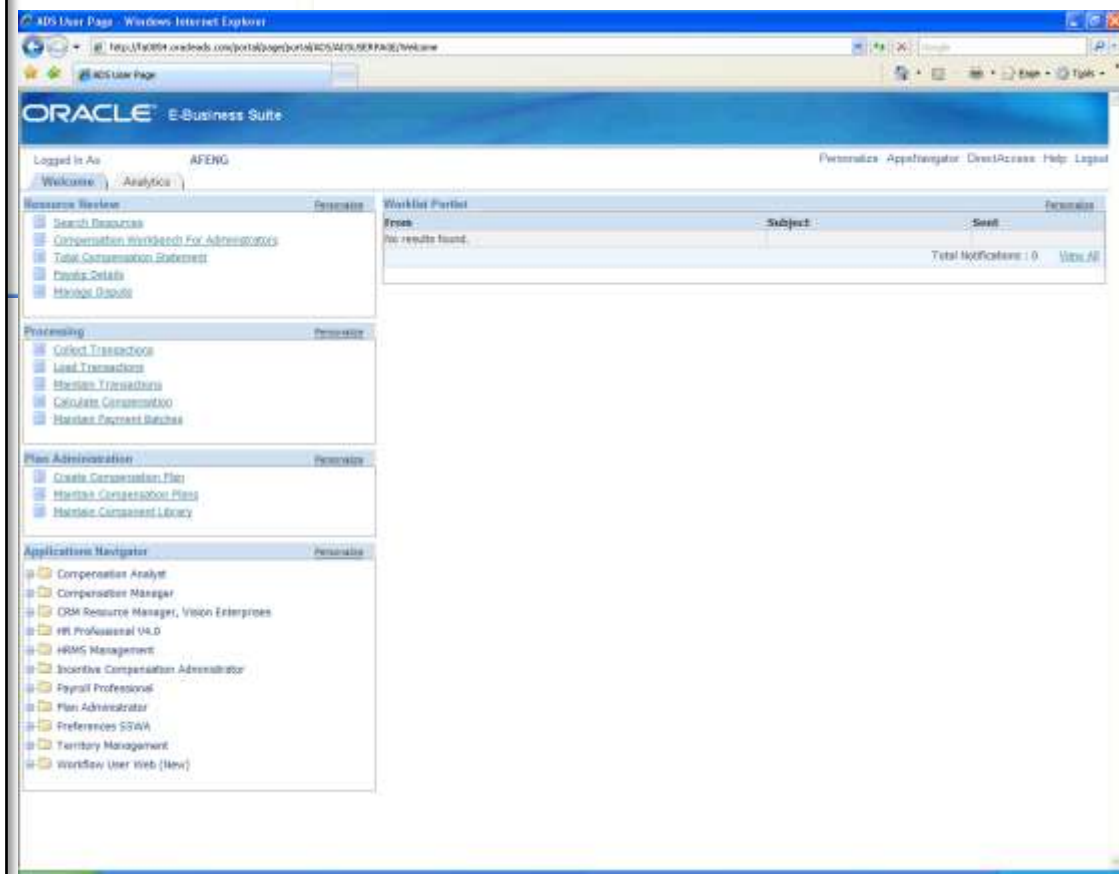 ADS User Page - Windows Internet Explorer
ADS User Page
ORACLE E-Business Suite
Logged In As AFENG
Personalize AppsNavigator DirectAccess Help Logout
Welcome Analytics
Resource Review Personalize
Search Resources
Compensation Workbench For Administrators
Total Compensation Statement
Payday Details
Manage Dispute
Processing Personalize
Collect Transactions
Load Transactions
Maintain Transactions
Calculate Compensation
Maintain Payment Batches
Plan Administration Personalize
Create Compensation Plan
Maintain Compensation Plans
Maintain Component Library
Applications Navigator Personalize
Compensation Analyst
Compensation Manager
CRM Resource Manager, Vision Enterprises
HR Professional V4.0
HRMS Management
Incentive Compensation Administrator
Payroll Professional
Plan Administrator
Preferences SSWA
Territory Management
Workflow User Web (New)
Worklist Portlet Personalize
From Subject Sent
No results found.
Total Notifications : 0 View All